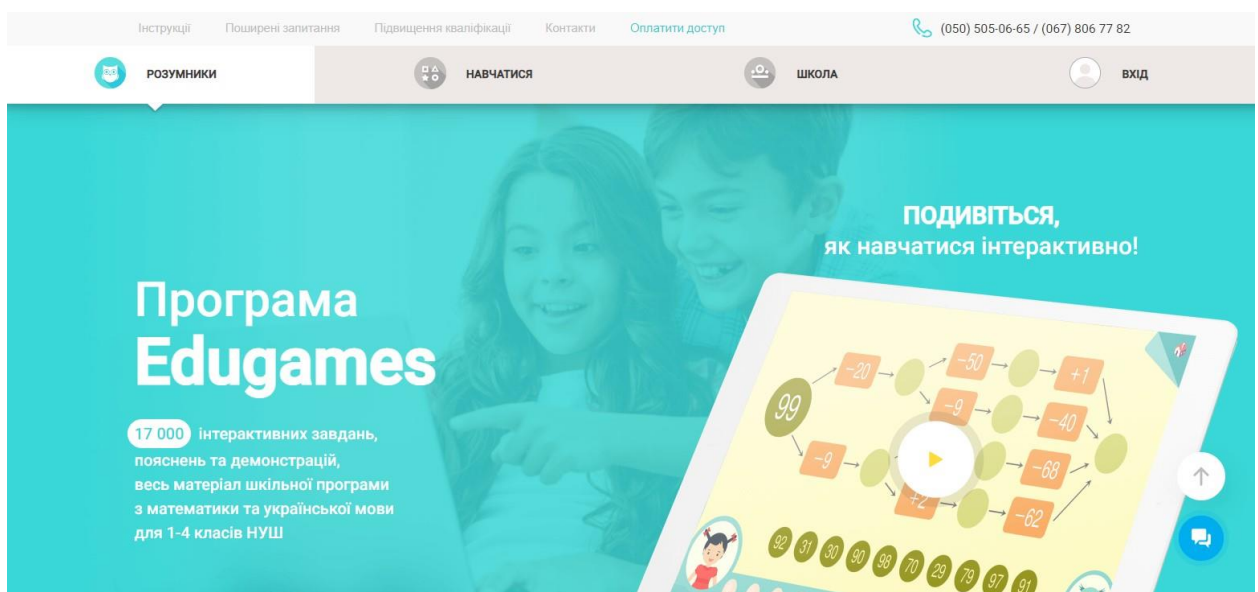 Інструкції Поширені запитання Підвищення кваліфікації Контакти Оплатити доступ (050) 505-06-65 / (067) 806 77 82
РОЗУМНИКИ НАВЧАТИСЯ ШКОЛА ВХІД
ПОДИВІТЬСЯ,
як навчатися інтерактивно!
Програма
Edugames
17 000 інтерактивних завдань,
пояснень та демонстрацій,
весь матеріал шкільної програми
з математики та української мови
для 1-4 класів НУШ
99
-20 -50 +1
-9 -40
-9 -68
+2 -62
92 31 30 90 98 70 29 79 97 91